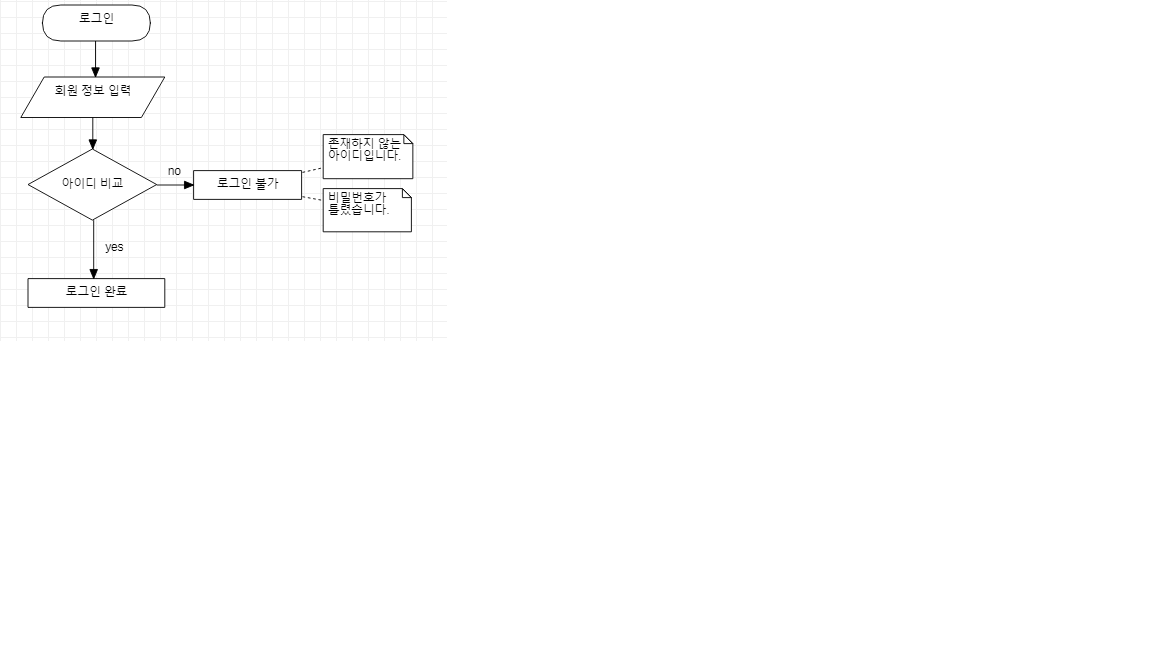 로그인
회원 정보 입력
아이디 비교
no
로그인 불가
존재하지 않는
아이디입니다.
비밀번호가
틀렸습니다.
yes
로그인 완료